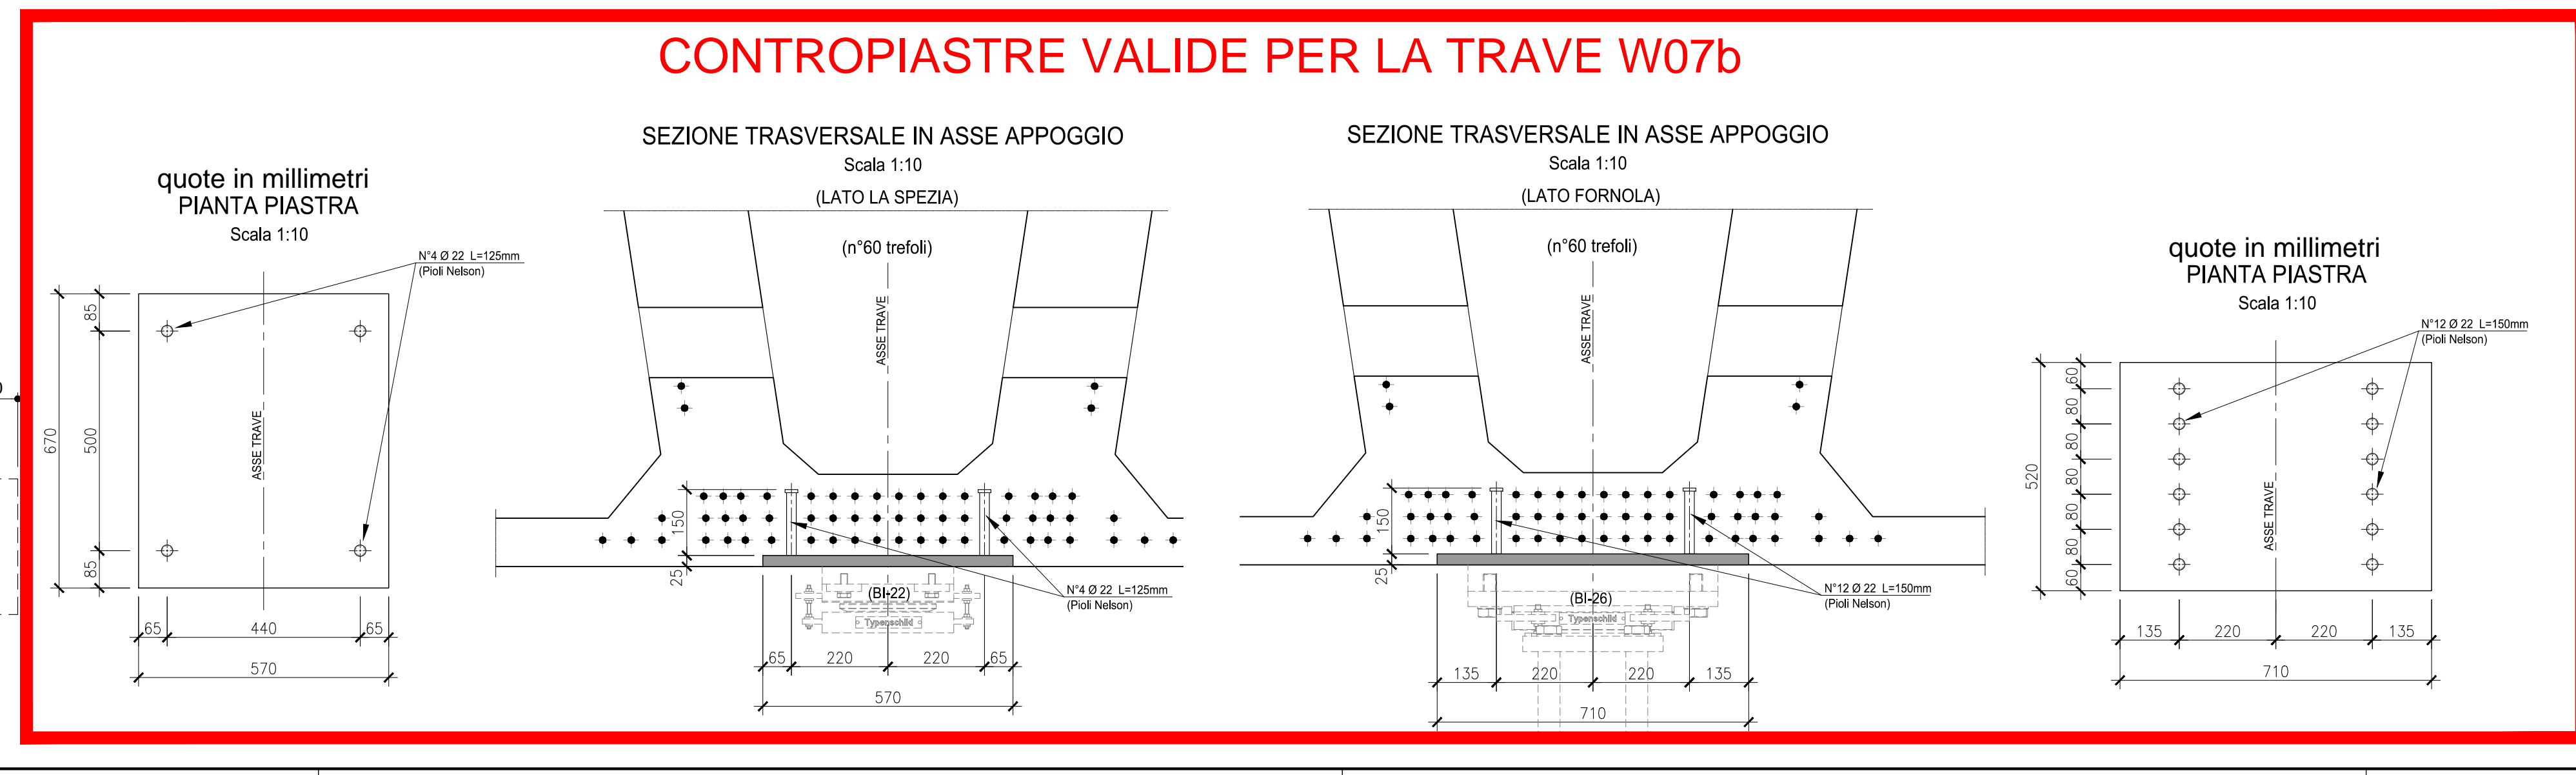 CONTROPIASTRE VALIDE PER LA TRAVE W07b
quote in millimetri
PIANTA PIASTRA
Scala 1:10
N°4 Ø 22 L=125mm
(Pioli Nelson)
ASSE TRAVE
85
500
85
670
65
440
65
570
SEZIONE TRASVERSALE IN ASSE APPOGGIO
Scala 1:10
(LATO LA SPEZIA)
(n°60 trefoli)
ASSE TRAVE
150
25
(BI-22)
Typenschild
N°4 Ø 22 L=125mm
(Pioli Nelson)
65
220
220
65
570
SEZIONE TRASVERSALE IN ASSE APPOGGIO
Scala 1:10
(LATO FORNOLA)
(n°60 trefoli)
ASSE TRAVE
150
25
(BI-26)
Typenschild
N°12 Ø 22 L=150mm
(Pioli Nelson)
135
220
220
135
710
quote in millimetri
PIANTA PIASTRA
Scala 1:10
N°12 Ø 22 L=150mm
(Pioli Nelson)
ASSE TRAVE
60
80
80
80
80
80
60
520
135
220
220
135
710